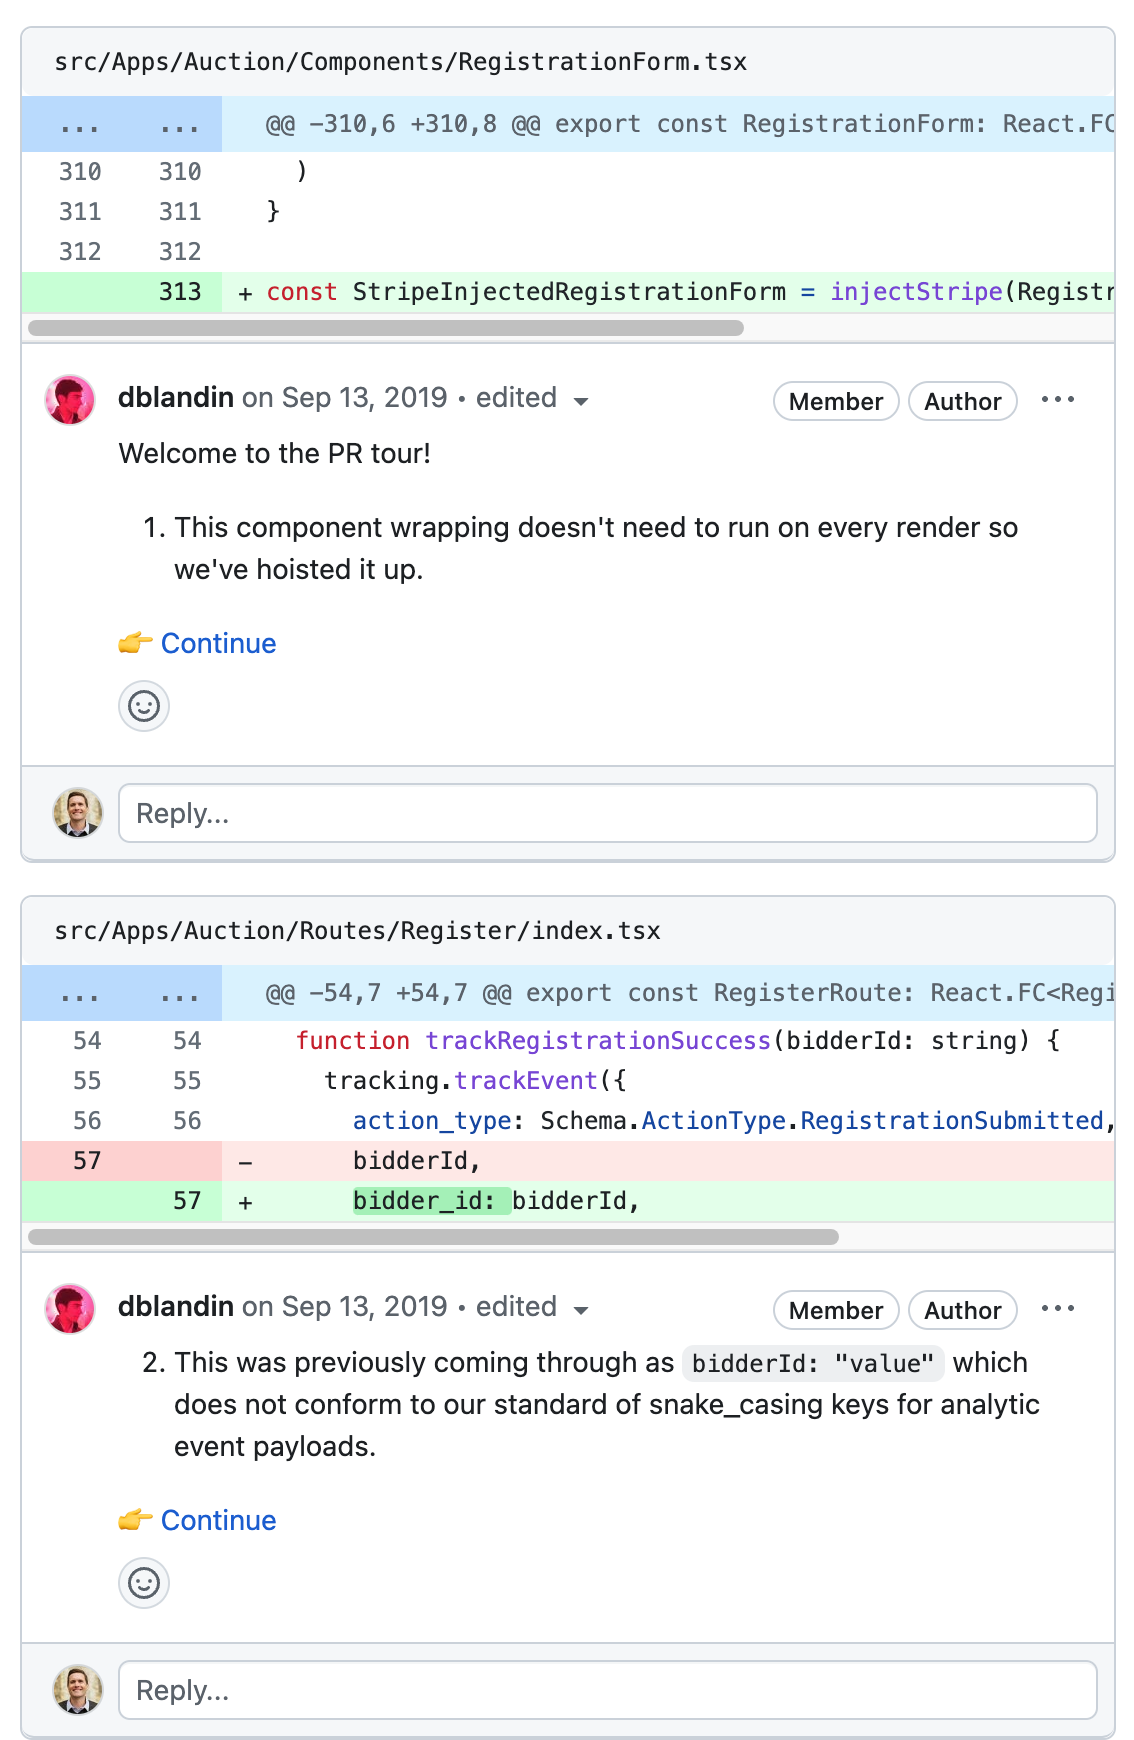 src/Apps/Auction/Components/RegistrationForm.tsx
... ... @@ -310,6 +310,8 @@ export const RegistrationForm: React.FC
310 310 )
311 311 }
312 312
313 + const StripeInjectedRegistrationForm = injectStripe(Registr
dblandin on Sep 13, 2019 • edited Member Author ...
Welcome to the PR tour!
1. This component wrapping doesn't need to run on every render so
we've hoisted it up.
👉 Continue
Reply...
src/Apps/Auction/Routes/Register/index.tsx
... ... @@ -54,7 +54,7 @@ export const RegisterRoute: React.FC<Regi
54 54 function trackRegistrationSuccess(bidderId: string) {
55 55 tracking.trackEvent({
56 56 action_type: Schema.ActionType.RegistrationSubmitted,
57 - bidderId,
57 + bidder_id: bidderId,
dblandin on Sep 13, 2019 • edited Member Author ...
2. This was previously coming through as bidderId: "value" which
does not conform to our standard of snake_casing keys for analytic
event payloads.
👉 Continue
Reply...